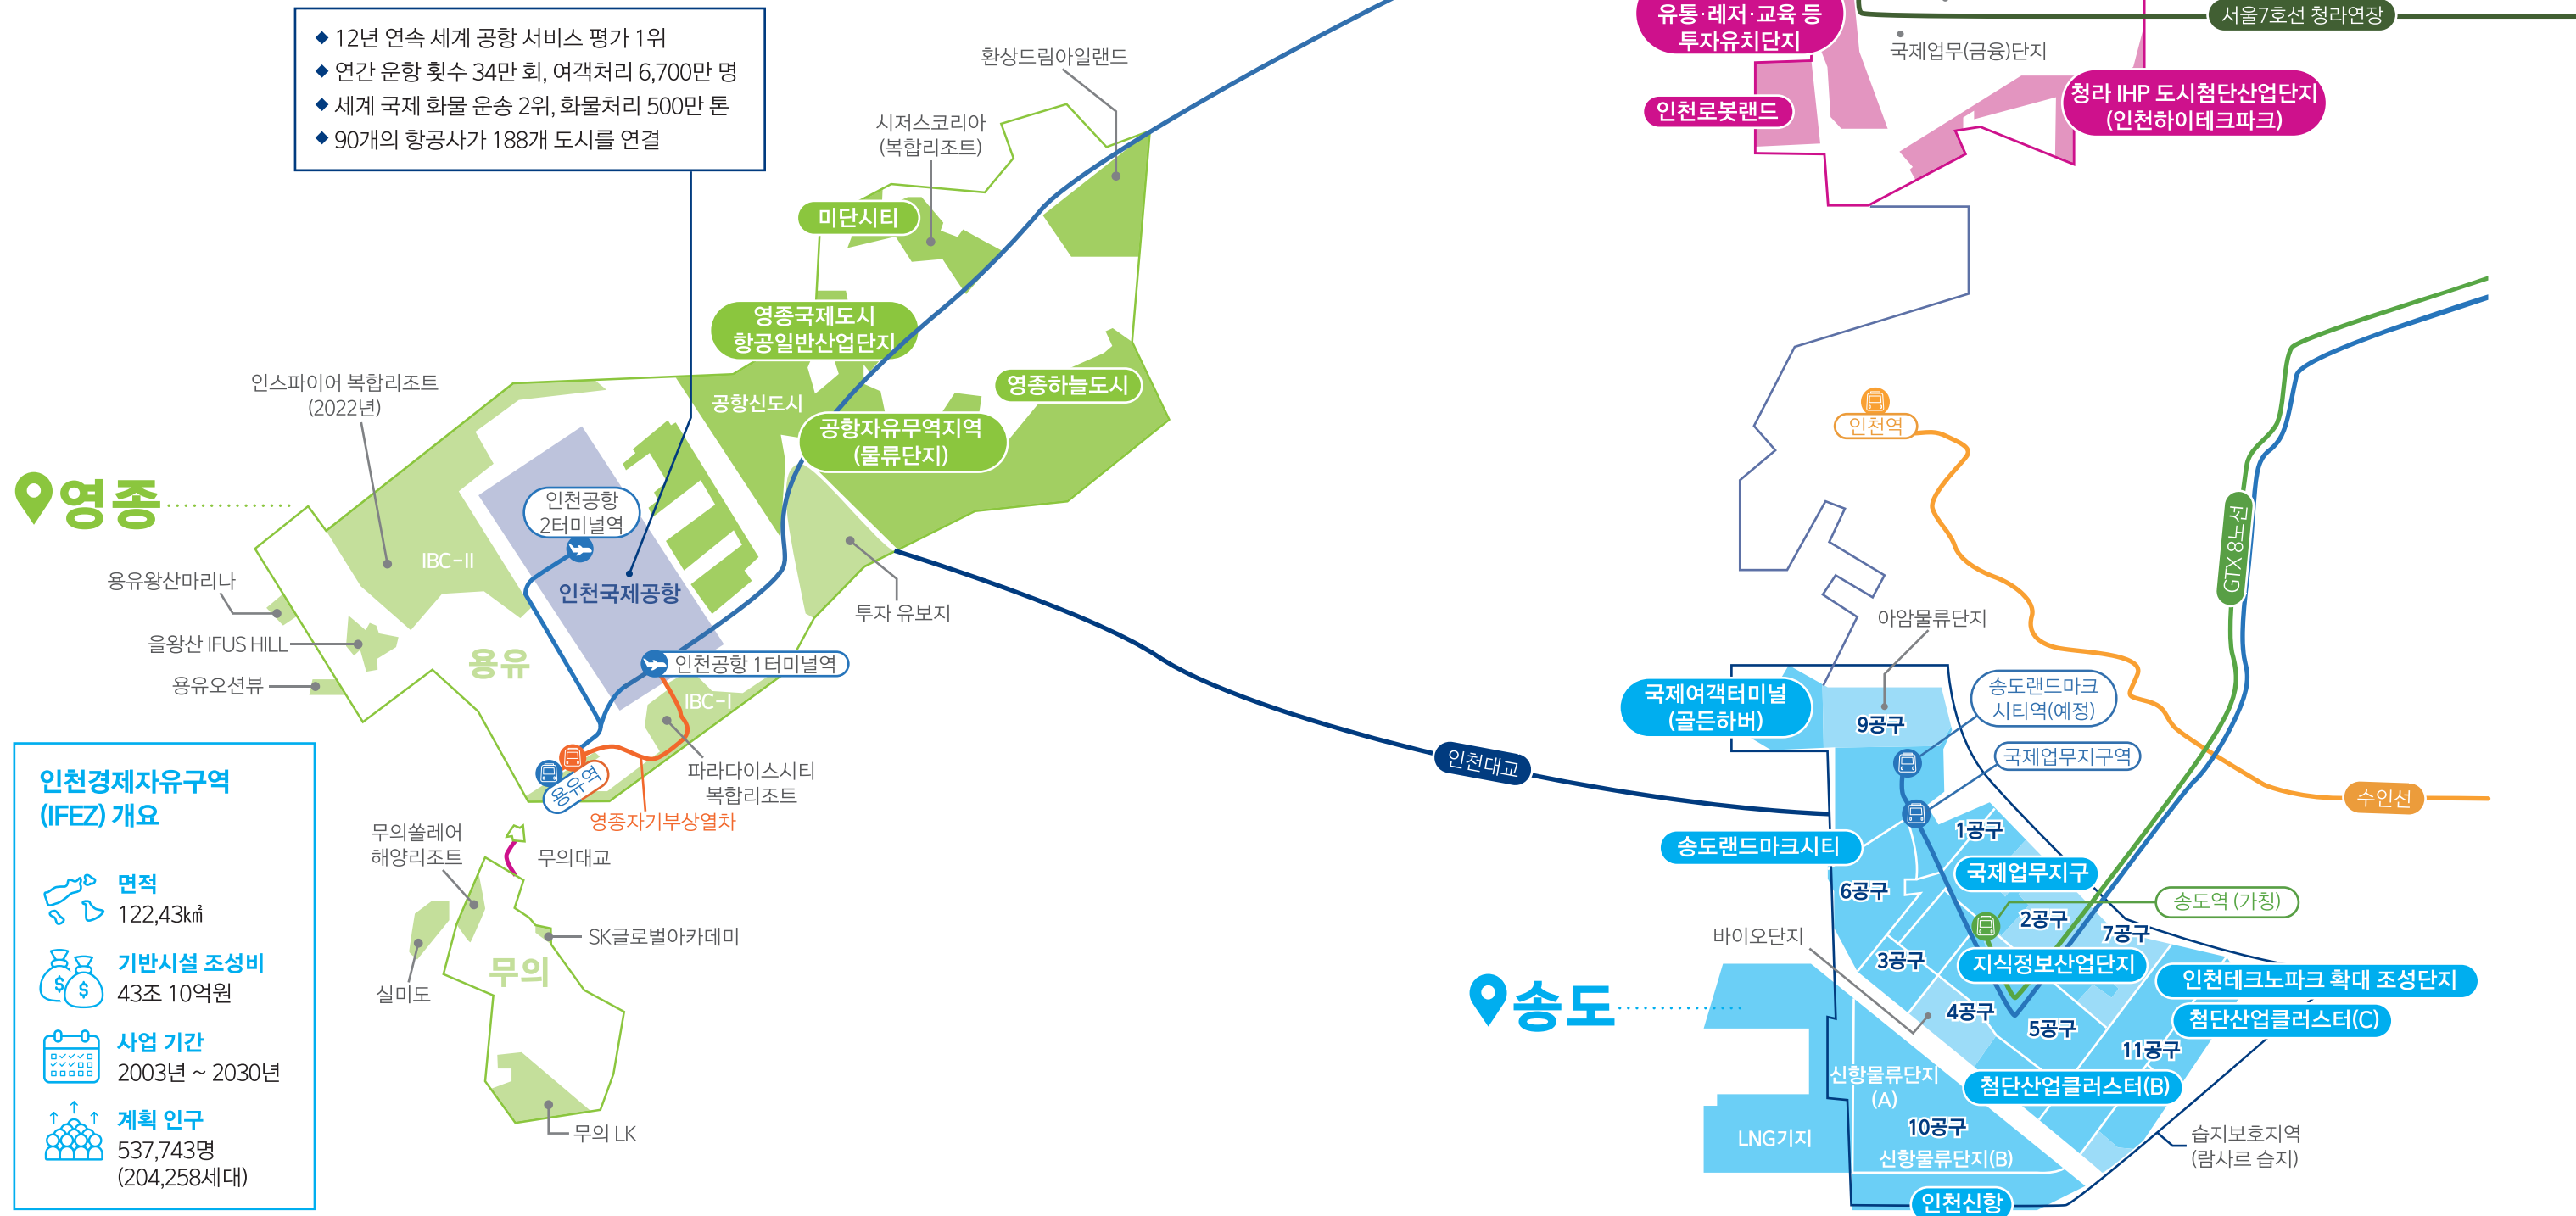 ◆ 12년 연속 세계 공항 서비스 평가 1위
◆ 연간 운항 횟수 34만 회, 여객처리 6,700만 명
◆ 세계 국제 화물 운송 2위, 화물처리 500만 톤
◆ 90개의 항공사가 188개 도시를 연결
유통·레저·교육 등
투자유치단지
서울7호선 청라연장
국제업무(금융)단지
인천로봇랜드
청라 IHP 도시첨단산업단지
(인천하이테크파크)
환상드림아일랜드
시저스코리아
(복합리조트)
미단시티
영종국제도시
항공일반산업단지
영종하늘도시
공항신도시
공항자유무역지역
(물류단지)
인스파이어 복합리조트
(2022년)
영종
인천공항
2터미널역
IBC-II
인천국제공항
용유왕산마리나
을왕산 IFUS HILL
용유오션뷰
용유
투자 유보지
인천공항 1터미널역
IBC-I
파라다이스시티
복합리조트
용유역
영종자기부상열차
무의쏠레어
해양리조트
무의대교
SK글로벌아카데미
무의
실미도
무의 LK
인천대교
인천역
GTX 8노선
수인선
아암물류단지
국제여객터미널
(골든하버)
9공구
송도랜드마크
시티역(예정)
국제업무지구역
송도랜드마크시티
1공구
국제업무지구
6공구
송도역 (가칭)
2공구
7공구
바이오단지
3공구
지식정보산업단지
인천테크노파크 확대 조성단지
송도
4공구
5공구
첨단산업클러스터(C)
11공구
신항물류단지
(A)
첨단산업클러스터(B)
10공구
LNG기지
신항물류단지(B)
습지보호지역
(람사르 습지)
인천신항
인천경제자유구역
(IFEZ) 개요
면적
122,43㎢
기반시설 조성비
43조 10억원
사업 기간
2003년 ~ 2030년
계획 인구
537,743명
(204,258세대)